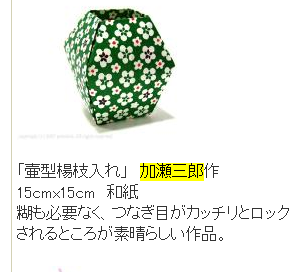 「壷型楊枝入れ」 加瀬三郎作
15cm×15cm 和紙
糊も必要なく、つなぎ目がカッチリとロック
されるところが素晴らしい作品。